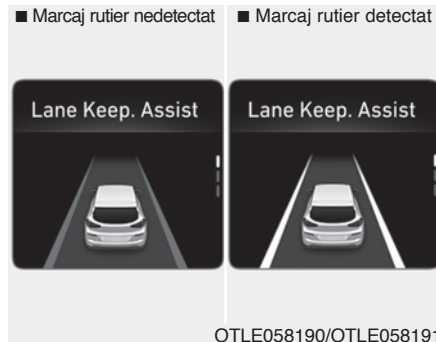 ■ Marcaj rutier nedetectat
■ Marcaj rutier detectat
Lane Keep. Assist
Lane Keep. Assist
OTLE058190/OTLE058191